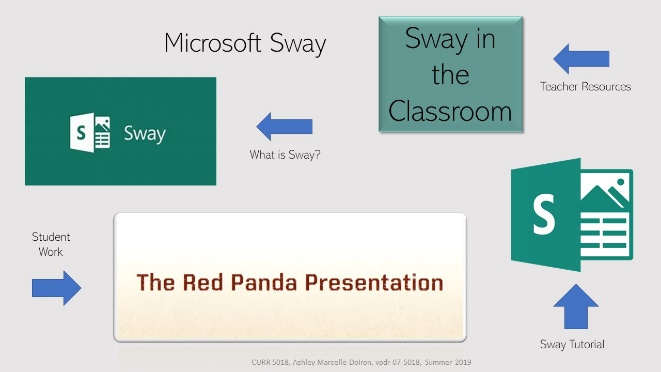 Microsoft Sway
Sway in
the
Classroom
Teacher Resources
S Sway
What is Sway?
S
Student
Work
The Red Panda Presentation
Sway Tutorial
CURR 5018, Ashley Marcelle-Doiron, vpdr 07 5018, Summer 2019